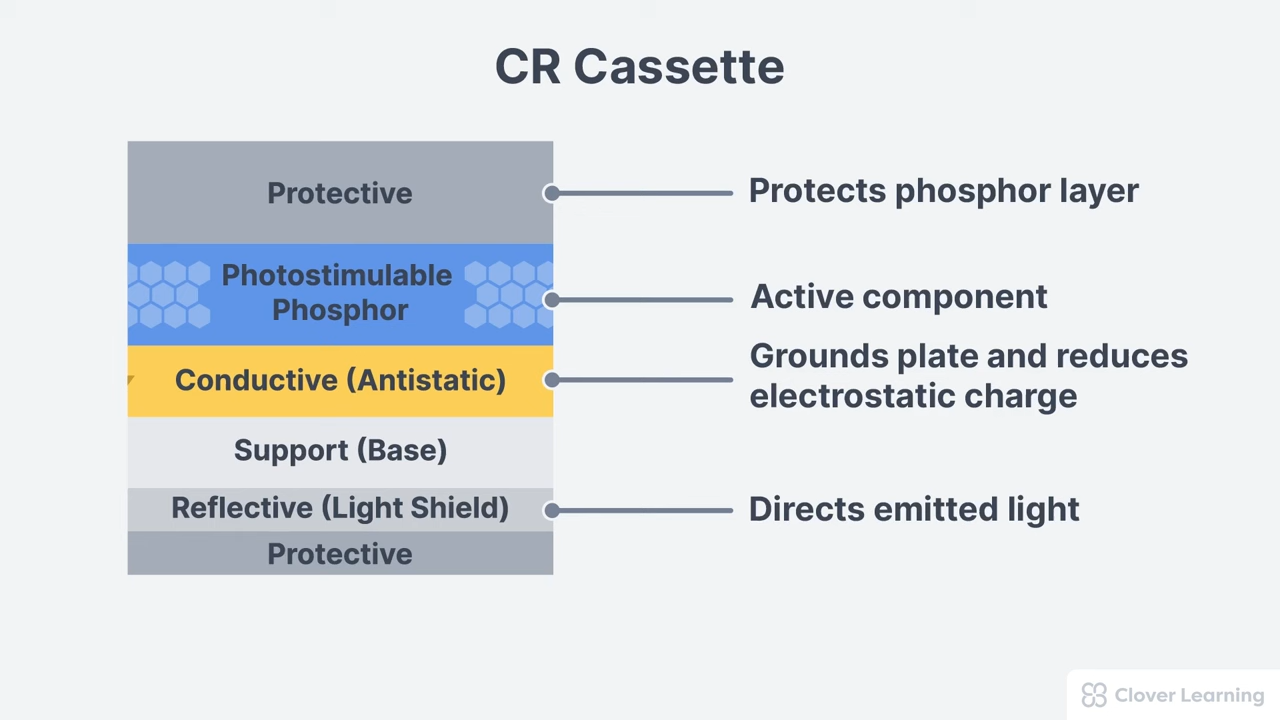 CR Cassette
Protective
Protects phosphor layer
Photostimulable
Phosphor
Active component
Conductive (Antistatic)
Grounds plate and reduces
electrostatic charge
Support (Base)
Reflective (Light Shield)
Directs emitted light
Protective
Clover Learning